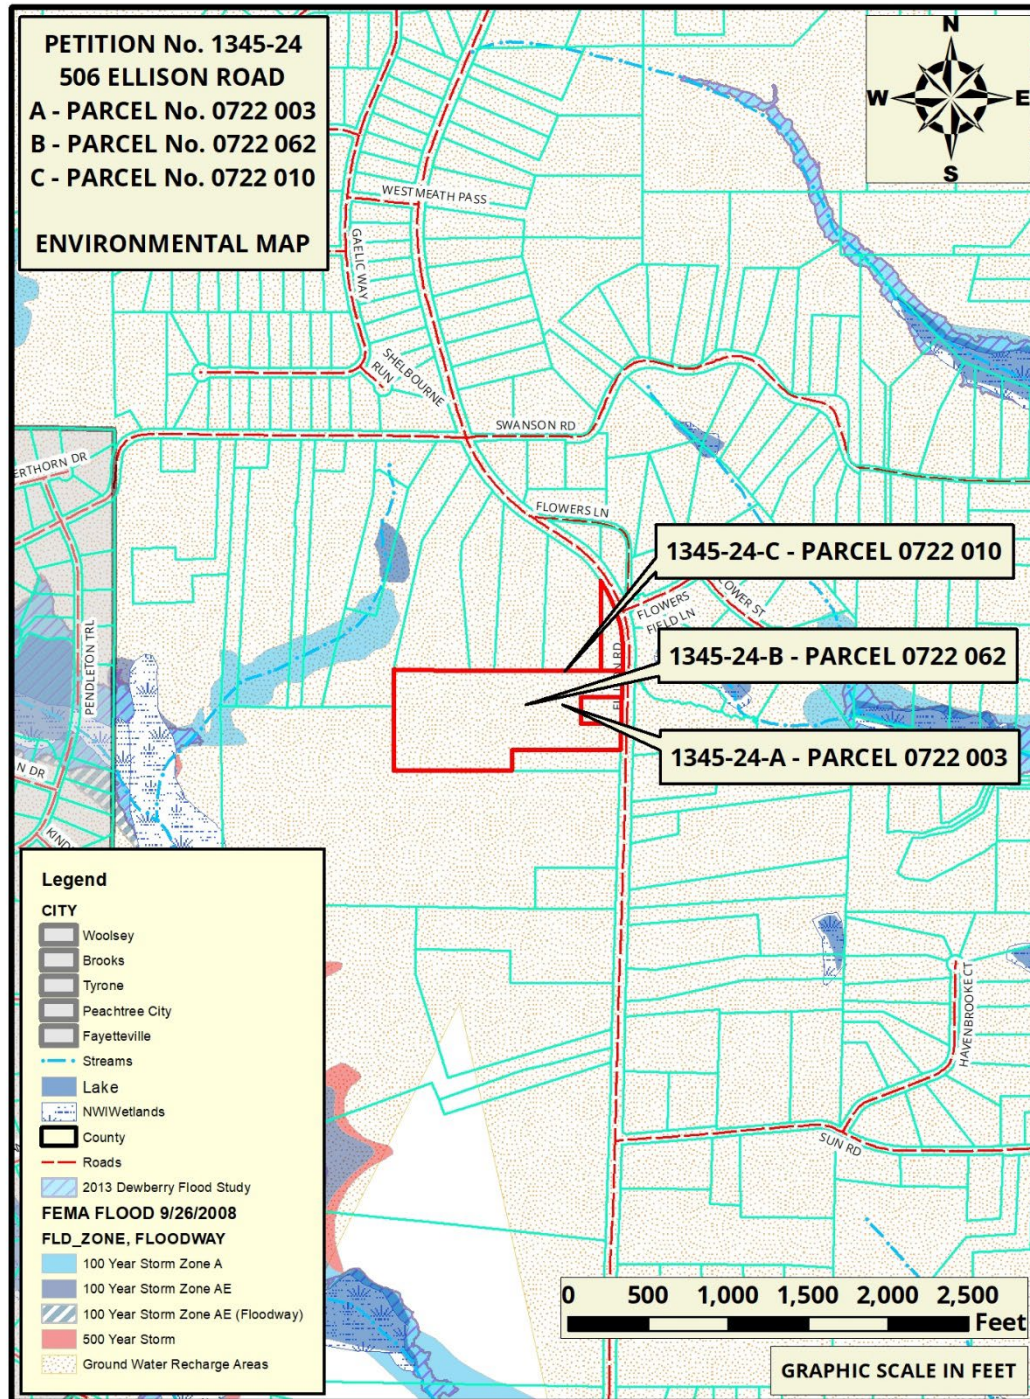 PETITION No. 1345-24
506 ELLISON ROAD
A - PARCEL No. 0722 003
B - PARCEL No. 0722 062
C - PARCEL No. 0722 010
ENVIRONMENTAL MAP
N
W
E
S
WESTMEATH PASS
GAELIC WAY
SHELBOURNE
RUN
SWANSON RD
ERTHORN DR
FLOWERS LN
1345-24-C - PARCEL 0722 010
LOWER ST
FLOWERS
FIELD LN
PENDLETON TRL
1345-24-B - PARCEL 0722 062
1345-24-A - PARCEL 0722 003
N DR
KIND
HAVENBROOKE CT
SUN RD
Legend
CITY
Woolsey
Brooks
Tyrone
Peachtree City
Fayetteville
Streams
Lake
NWIWetlands
County
Roads
2013 Dewberry Flood Study
FEMA FLOOD 9/26/2008
FLD_ZONE, FLOODWAY
100 Year Storm Zone A
100 Year Storm Zone AE
100 Year Storm Zone AE (Floodway)
500 Year Storm
Ground Water Recharge Areas
0 500 1,000 1,500 2,000 2,500
Feet
GRAPHIC SCALE IN FEET